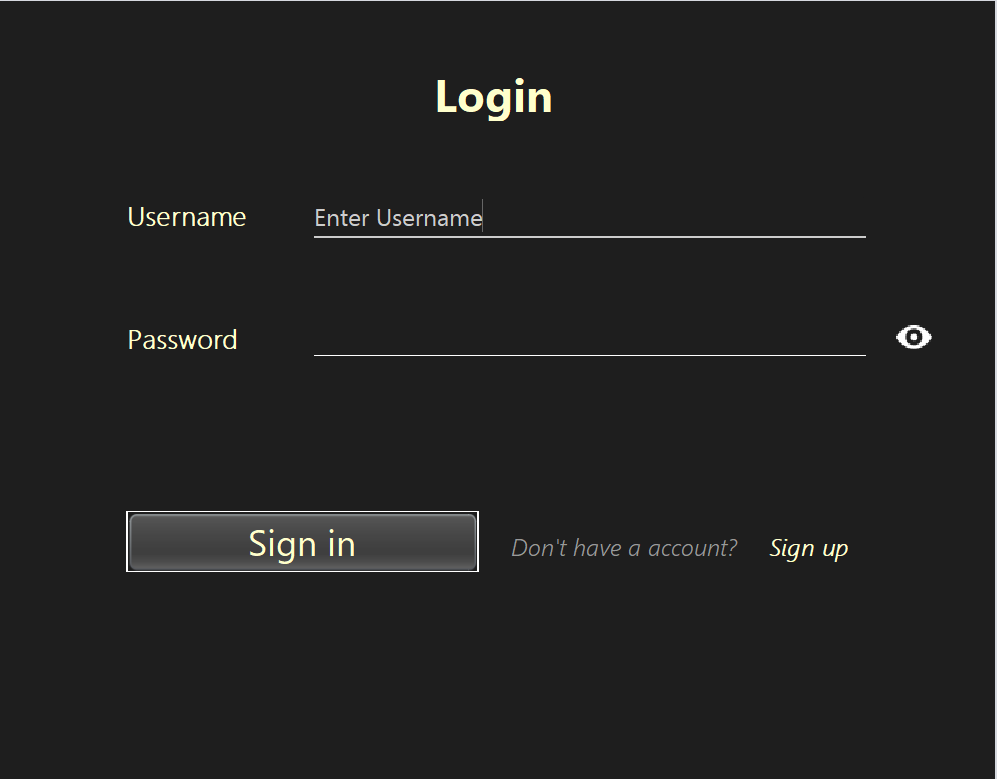 Login
Username Enter Username
Password
Sign in Don't have a account? Sign up